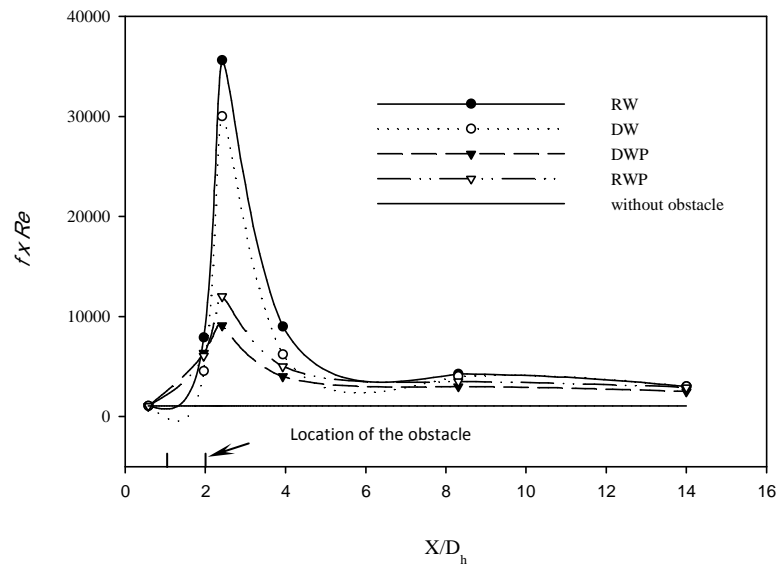 40000
30000
20000
10000
0
f x Re
RW
DW
DWP
RWP
without obstacle
Location of the obstacle
0 2 4 6 8 10 12 14 16
X/D_h